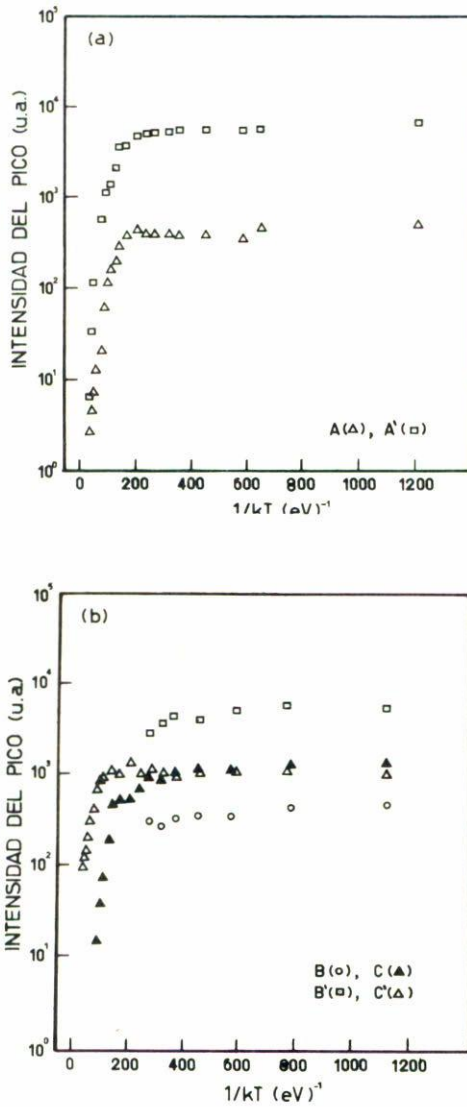 (a)
10⁵
10⁴
10³
10²
10¹
10⁰
INTENSIDAD DEL PICO (u.a.)
A(△), A'(□)
0 200 400 600 800 1000 1200
1/kT (eV)⁻¹
(b)
10⁵
10⁴
10³
10²
10¹
10⁰
INTENSIDAD DEL PICO (u.a.)
B(○), C(▲)
B'(□), C'(△)
0 200 400 600 800 1000 1200
1/kT (eV)⁻¹